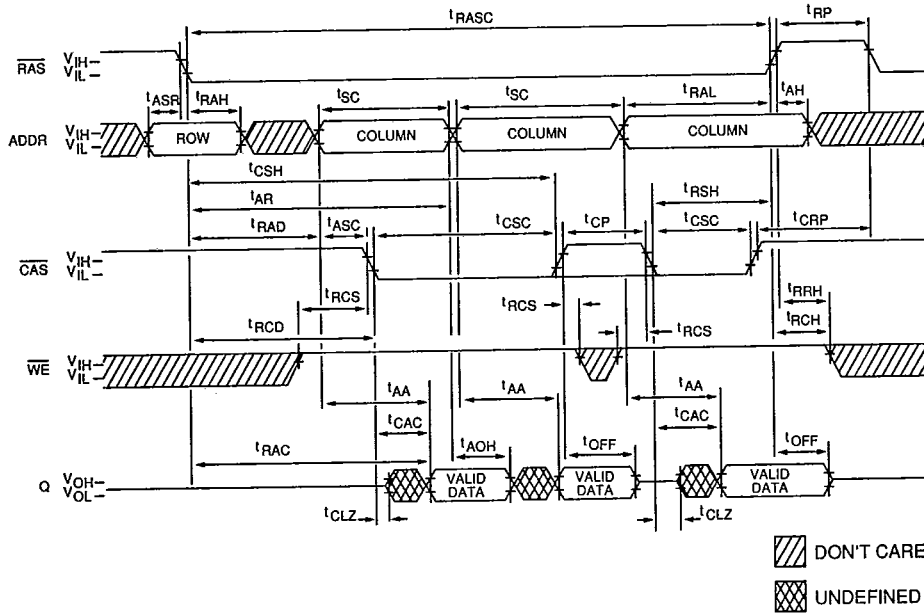 tRASC tRP
RAS VIH VIL
tASR tRAH tSC tSC tRAL tAH
ADDR VIH VIL ROW COLUMN COLUMN COLUMN
tCSH
tAR tRSH
tRAD tASC tCSC tCP tCSC tCRP
CAS VIH VIL
tRCS tRCS tRRH
tRCD tRCS tRCH
WE VIH VIL
tAA tAA tAA
tCAC tCAC
tRAC tAOH tOFF tOFF
Q VOH VOL VALID DATA VALID DATA VALID DATA
tCLZ tCLZ
DON'T CARE
UNDEFINED